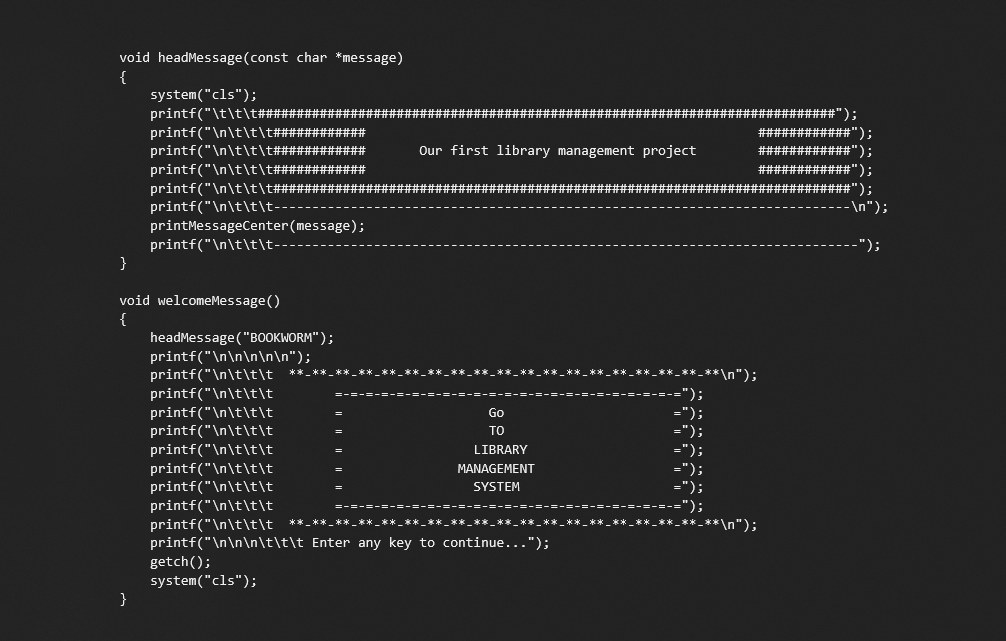 void headMessage(const char *message)
{
    system("cls");
    printf("\t\t\t###########################################################################");
    printf("\n\t\t\t############                                                   ############");
    printf("\n\t\t\t############       Our first library management project        ############");
    printf("\n\t\t\t############                                                   ############");
    printf("\n\t\t\t###########################################################################");
    printf("\n\t\t\t---------------------------------------------------------------------------\n");
    printMessageCenter(message);
    printf("\n\t\t\t----------------------------------------------------------------------------");
}

void welcomeMessage()
{
    headMessage("BOOKWORM");
    printf("\n\n\n\n\n");
    printf("\n\t\t\t  **-**-**-**-**-**-**-**-**-**-**-**-**-**-**-**-**-**-**\n");
    printf("\n\t\t\t        =-=-=-=-=-=-=-=-=-=-=-=-=-=-=-=-=-=-=-=-=-=-=");
    printf("\n\t\t\t        =                   Go                      =");
    printf("\n\t\t\t        =                   TO                      =");
    printf("\n\t\t\t        =                 LIBRARY                   =");
    printf("\n\t\t\t        =               MANAGEMENT                  =");
    printf("\n\t\t\t        =                 SYSTEM                    =");
    printf("\n\t\t\t        =-=-=-=-=-=-=-=-=-=-=-=-=-=-=-=-=-=-=-=-=-=-=");
    printf("\n\t\t\t  **-**-**-**-**-**-**-**-**-**-**-**-**-**-**-**-**-**-**\n");
    printf("\n\n\n\t\t\t Enter any key to continue...");
    getch();
    system("cls");
}